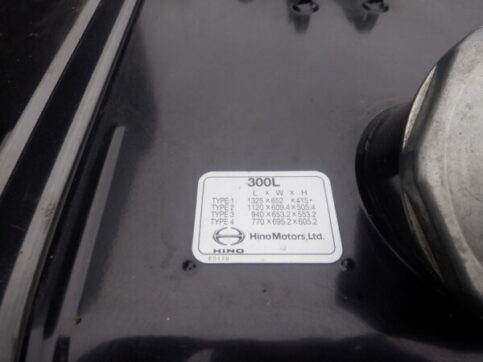 300L
L × W × H
TYPE 1 1325 × 652 × 415
TYPE 2 1120 × 609.4 × 505.4
TYPE 3 940 × 653.2 × 553.2
TYPE 4 770 × 695.2 × 605.2
HINO Hino Motors, Ltd.